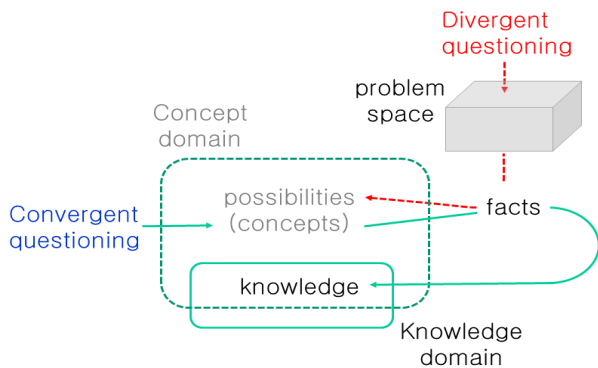 Divergent
questioning
problem
space
Concept
domain
possibilities
(concepts)
facts
Convergent
questioning
knowledge
Knowledge
domain